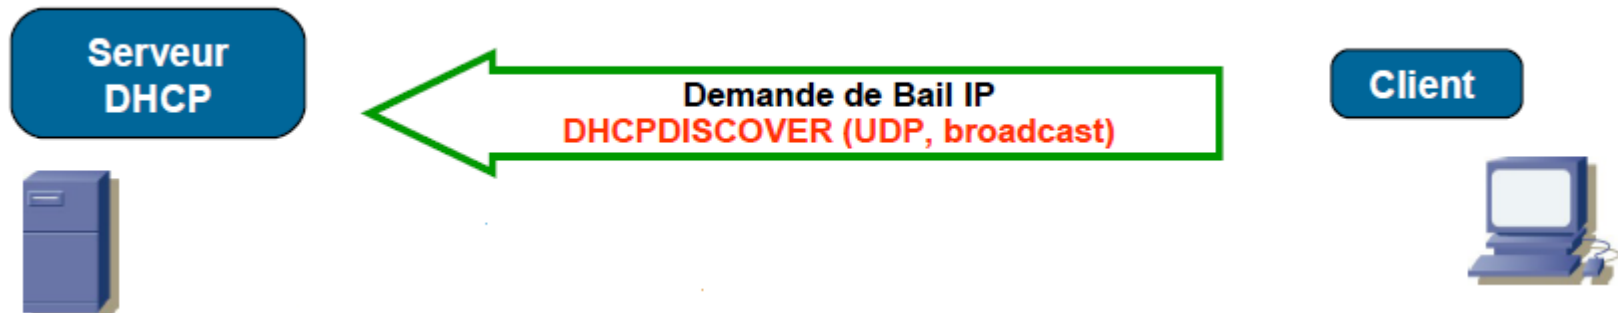 Serveur
DHCP
Demande de Bail IP
DHCPDISCOVER (UDP, broadcast)
Client